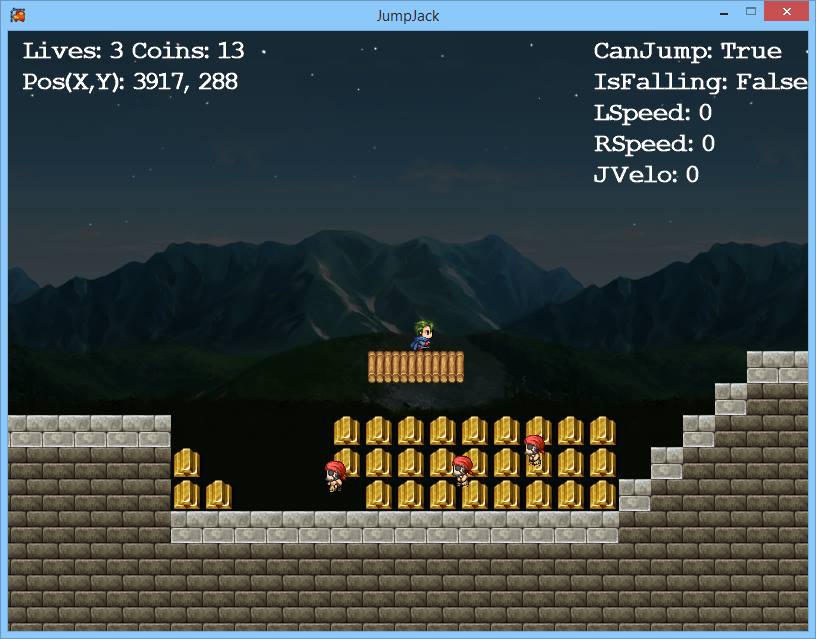 JumpJack
Lives: 3 Coins: 13
Pos(X,Y): 3917, 288
CanJump: True
IsFalling: False
LSpeed: 0
RSpeed: 0
JVelo: 0